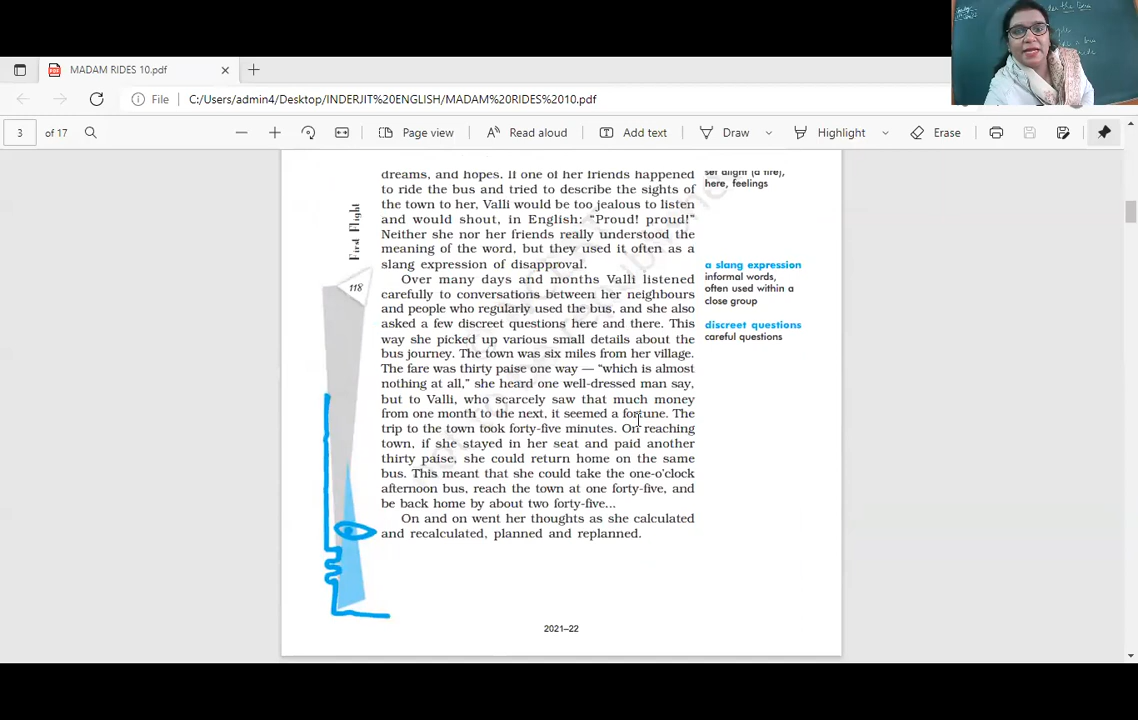 MADAM RIDES 10.pdf
File
C:/Users/admin4/Desktop/INDERJIT%20ENGLISH/MADAM%20RIDES%2010.pdf
3
of 17
Page view
Read aloud
Add text
Draw
Highlight
Erase
First Flight
118
dreams, and hopes. If one of her friends happened
to ride the bus and tried to describe the sights of
the town to her, Valli would be too jealous to listen
and would shout, in English: “Proud! proud!”
Neither she nor her friends really understood the
meaning of the word, but they used it often as a
slang expression of disapproval.
Over many days and months Valli listened
carefully to conversations between her neighbours
and people who regularly used the bus, and she also
asked a few discreet questions here and there. This
way she picked up various small details about the
bus journey. The town was six miles from her village.
The fare was thirty paise one way — “which is almost
nothing at all,” she heard one well-dressed man say,
but to Valli, who scarcely saw that much money
from one month to the next, it seemed a fortune. The
trip to the town took forty-five minutes. On reaching
town, if she stayed in her seat and paid another
thirty paise, she could return home on the same
bus. This meant that she could take the one-o’clock
afternoon bus, reach the town at one forty-five, and
be back home by about two forty-five...
On and on went her thoughts as she calculated
and recalculated, planned and replanned.
set alight (a fire),
here, feelings
a slang expression
informal words,
often used within a
close group
discreet questions
careful questions
2021–22